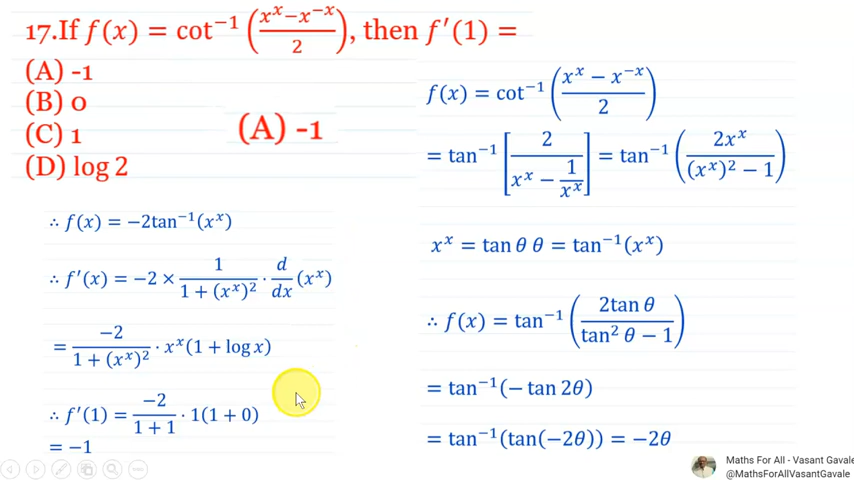 17.If f(x) = cot⁻¹((xˣ−x⁻ˣ)/2), then f′(1) =
(A) -1
(B) 0
(C) 1
(D) log 2
(A) -1
f(x) = cot⁻¹((xˣ − x⁻ˣ)/2)
= tan⁻¹[2/(xˣ − 1/xˣ)] = tan⁻¹(2xˣ/((xˣ)² − 1))
xˣ = tan θ θ = tan⁻¹(xˣ)
∴ f(x) = tan⁻¹(2tan θ/(tan² θ − 1))
= tan⁻¹(− tan 2θ)
= tan⁻¹(tan(−2θ)) = −2θ
∴ f(x) = −2tan⁻¹(xˣ)
∴ f′(x) = −2 × 1/(1 + (xˣ)²) · d/dx (xˣ)
= −2/(1 + (xˣ)²) · xˣ(1 + log x)
∴ f′(1) = −2/(1 + 1) · 1(1 + 0)
= −1
Maths For All - Vasant Gavale
@MathsForAllVasantGavale